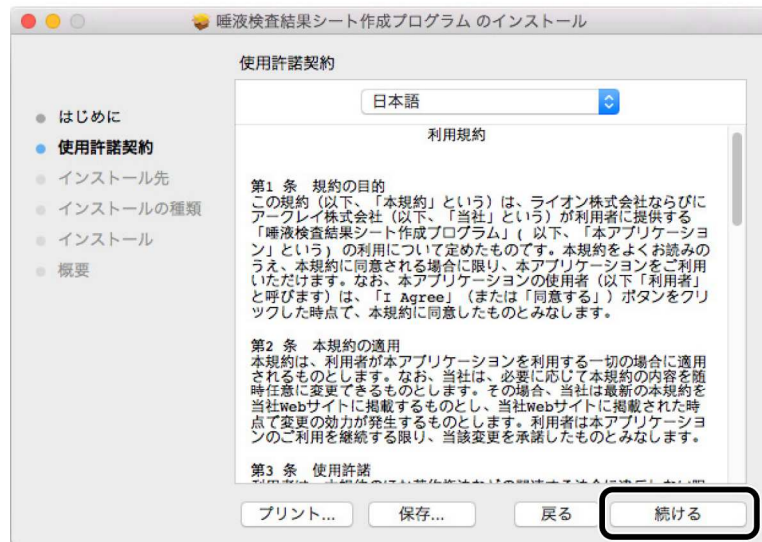 唾液検査結果シート作成プログラム のインストール
使用許諾契約
はじめに
使用許諾契約
インストール先
インストールの種類
インストール
概要
日本語
利用規約
第1 条 規約の目的
この規約（以下、「本規約」という）は、ライオン株式会社ならびに
アークレイ株式会社（以下、「当社」という）が利用者に提供する
「唾液検査結果シート作成プログラム」( 以下、「本アプリケーショ
ン」という) の利用について定めたものです。本規約をよくお読みの
うえ、本規約に同意される場合に限り、本アプリケーションをご利用
いただけます。なお、本アプリケーションの使用者（以下「利用者」
と呼びます）は、「I Agree」（または「同意する」）ボタンをクリ
ックした時点で、本規約に同意したものとみなします。
第2 条 本規約の適用
本規約は、利用者が本アプリケーションを利用する一切の場合に適用
されるものとします。なお、当社は、必要に応じて本規約の内容を随
時任意に変更できるものとします。その場合、当社は最新の本規約を
当社Webサイトに掲載するものとし、当社Webサイトに掲載された時
点で変更の効力が発生するものとします。利用者は本アプリケーショ
ンのご利用を継続する限り、当該変更を承諾したものとみなします。
第3 条 使用許諾
プリント... 保存... 戻る 続ける